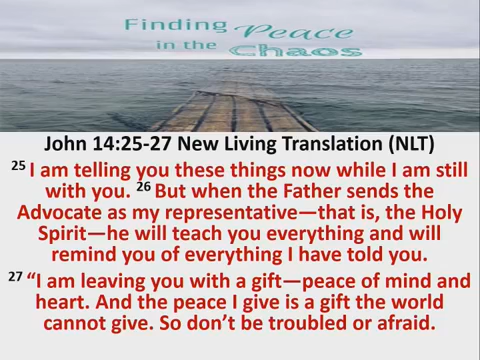 Finding Peace
in the Chaos
John 14:25-27 New Living Translation (NLT)
25 I am telling you these things now while I am still
with you. 26 But when the Father sends the
Advocate as my representative—that is, the Holy
Spirit—he will teach you everything and will
remind you of everything I have told you.
27 “I am leaving you with a gift—peace of mind and
heart. And the peace I give is a gift the world
cannot give. So don’t be troubled or afraid.